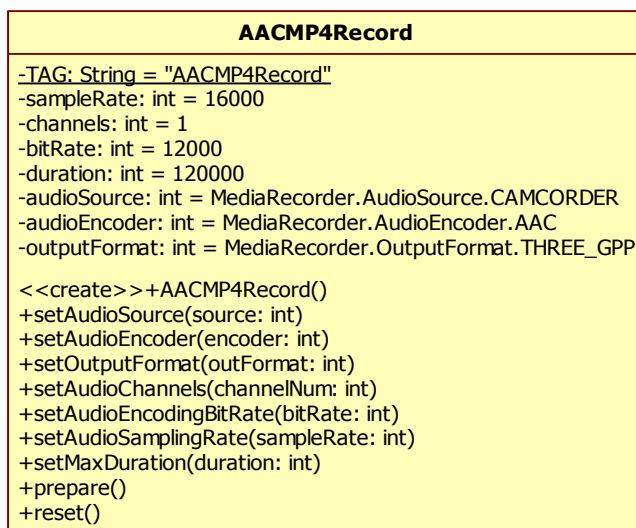 AACMP4Record
-TAG: String = "AACMP4Record"
-sampleRate: int = 16000
-channels: int = 1
-bitRate: int = 12000
-duration: int = 120000
-audioSource: int = MediaRecorder.AudioSource.CAMCORDER
-audioEncoder: int = MediaRecorder.AudioEncoder.AAC
-outputFormat: int = MediaRecorder.OutputFormat.THREE_GPP
<<create>>+AACMP4Record()
+setAudioSource(source: int)
+setAudioEncoder(encoder: int)
+setOutputFormat(outFormat: int)
+setAudioChannels(channelNum: int)
+setAudioEncodingBitRate(bitRate: int)
+setAudioSamplingRate(sampleRate: int)
+setMaxDuration(duration: int)
+prepare()
+reset()